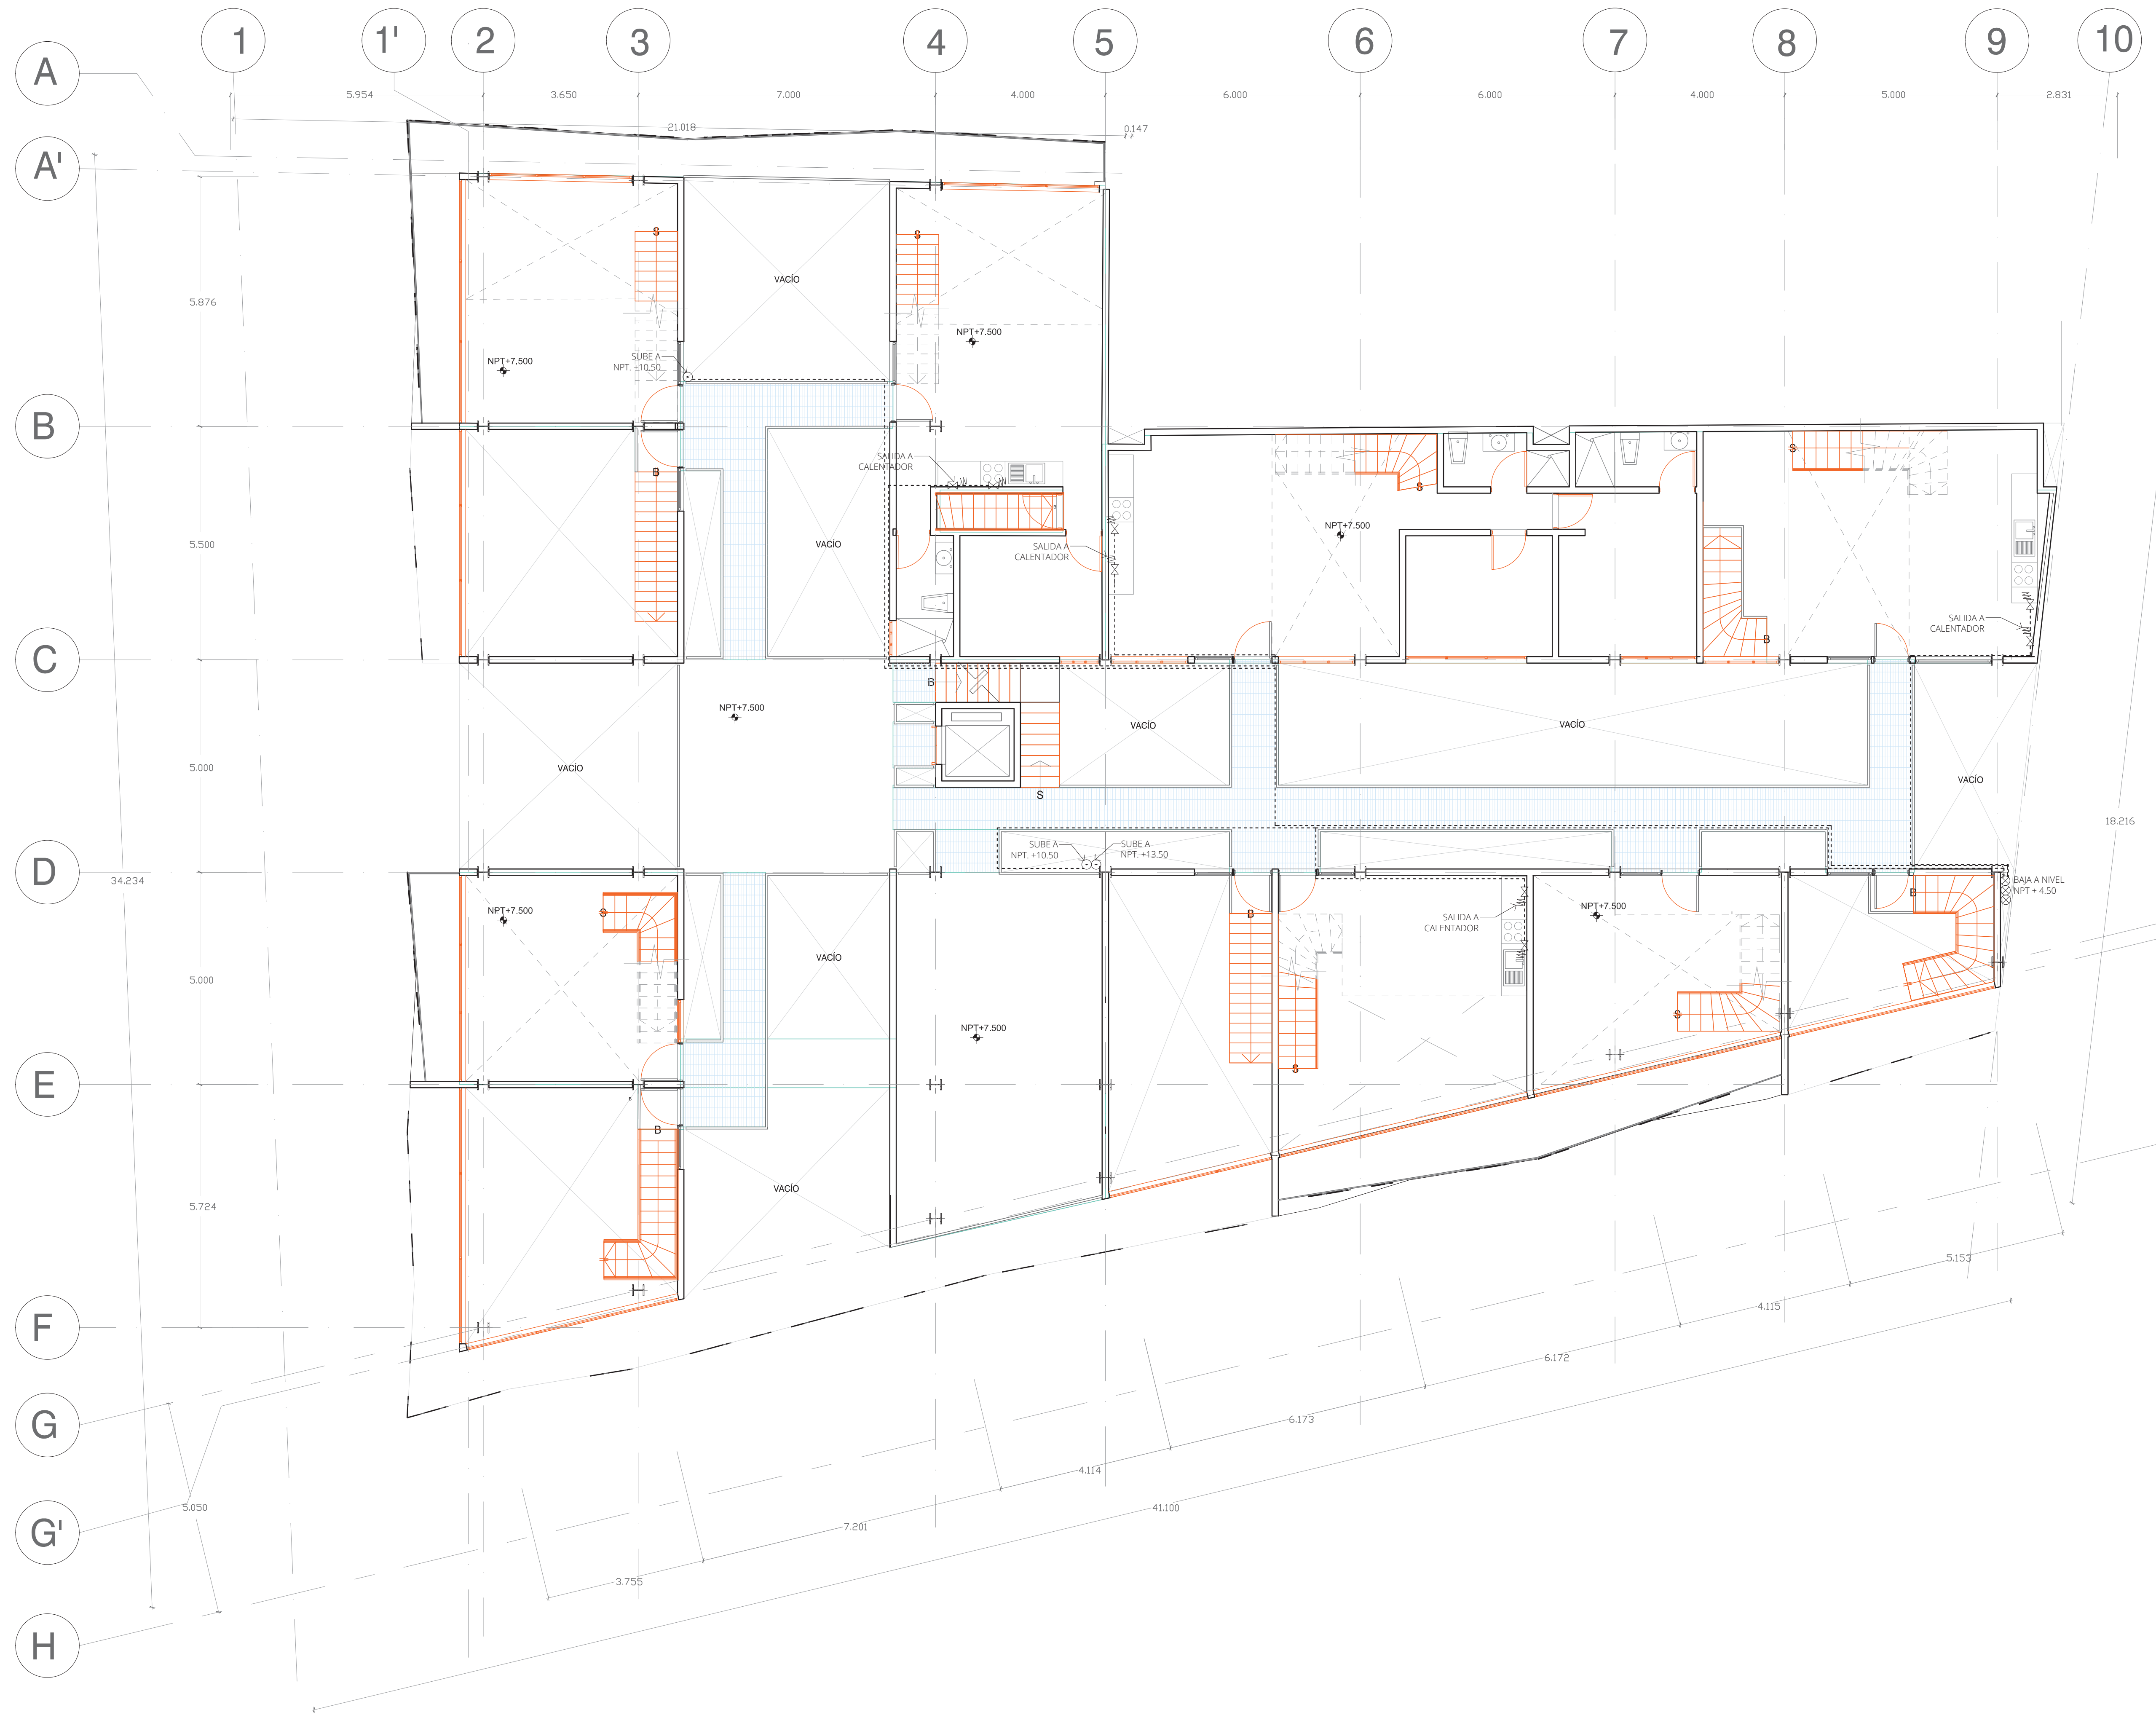 1
1'
2
3
4
5
6
7
8
9
10
A
5.954
3.650
7.000
4.000
6.000
6.000
4.000
5.000
2.831
21.018
0.147
A'
S
S
VACÍO
5.876
NPT+7.500
SUBE A
NPT. +10.50
NPT+7.500
B
SALIDA A
CALENTADOR
B
S
S
NPT+7.500
5.500
VACÍO
SALIDA A
CALENTADOR
SALIDA A
CALENTADOR
B
C
B
NPT+7.500
VACÍO
VACÍO
5.000
VACÍO
VACÍO
S
18.216
SUBE A
NPT. +10.50
SUBE A
NPT. +13.50
D
34.234
BAJA A NIVEL
NPT + 4.50
B
S
NPT+7.500
B
SALIDA A
CALENTADOR
NPT+7.500
VACÍO
5.000
S
NPT+7.500
S
E
B
VACÍO
5.724
5.153
F
4.115
6.172
G
6.173
4.114
5.050
41.100
7.201
G'
3.755
H